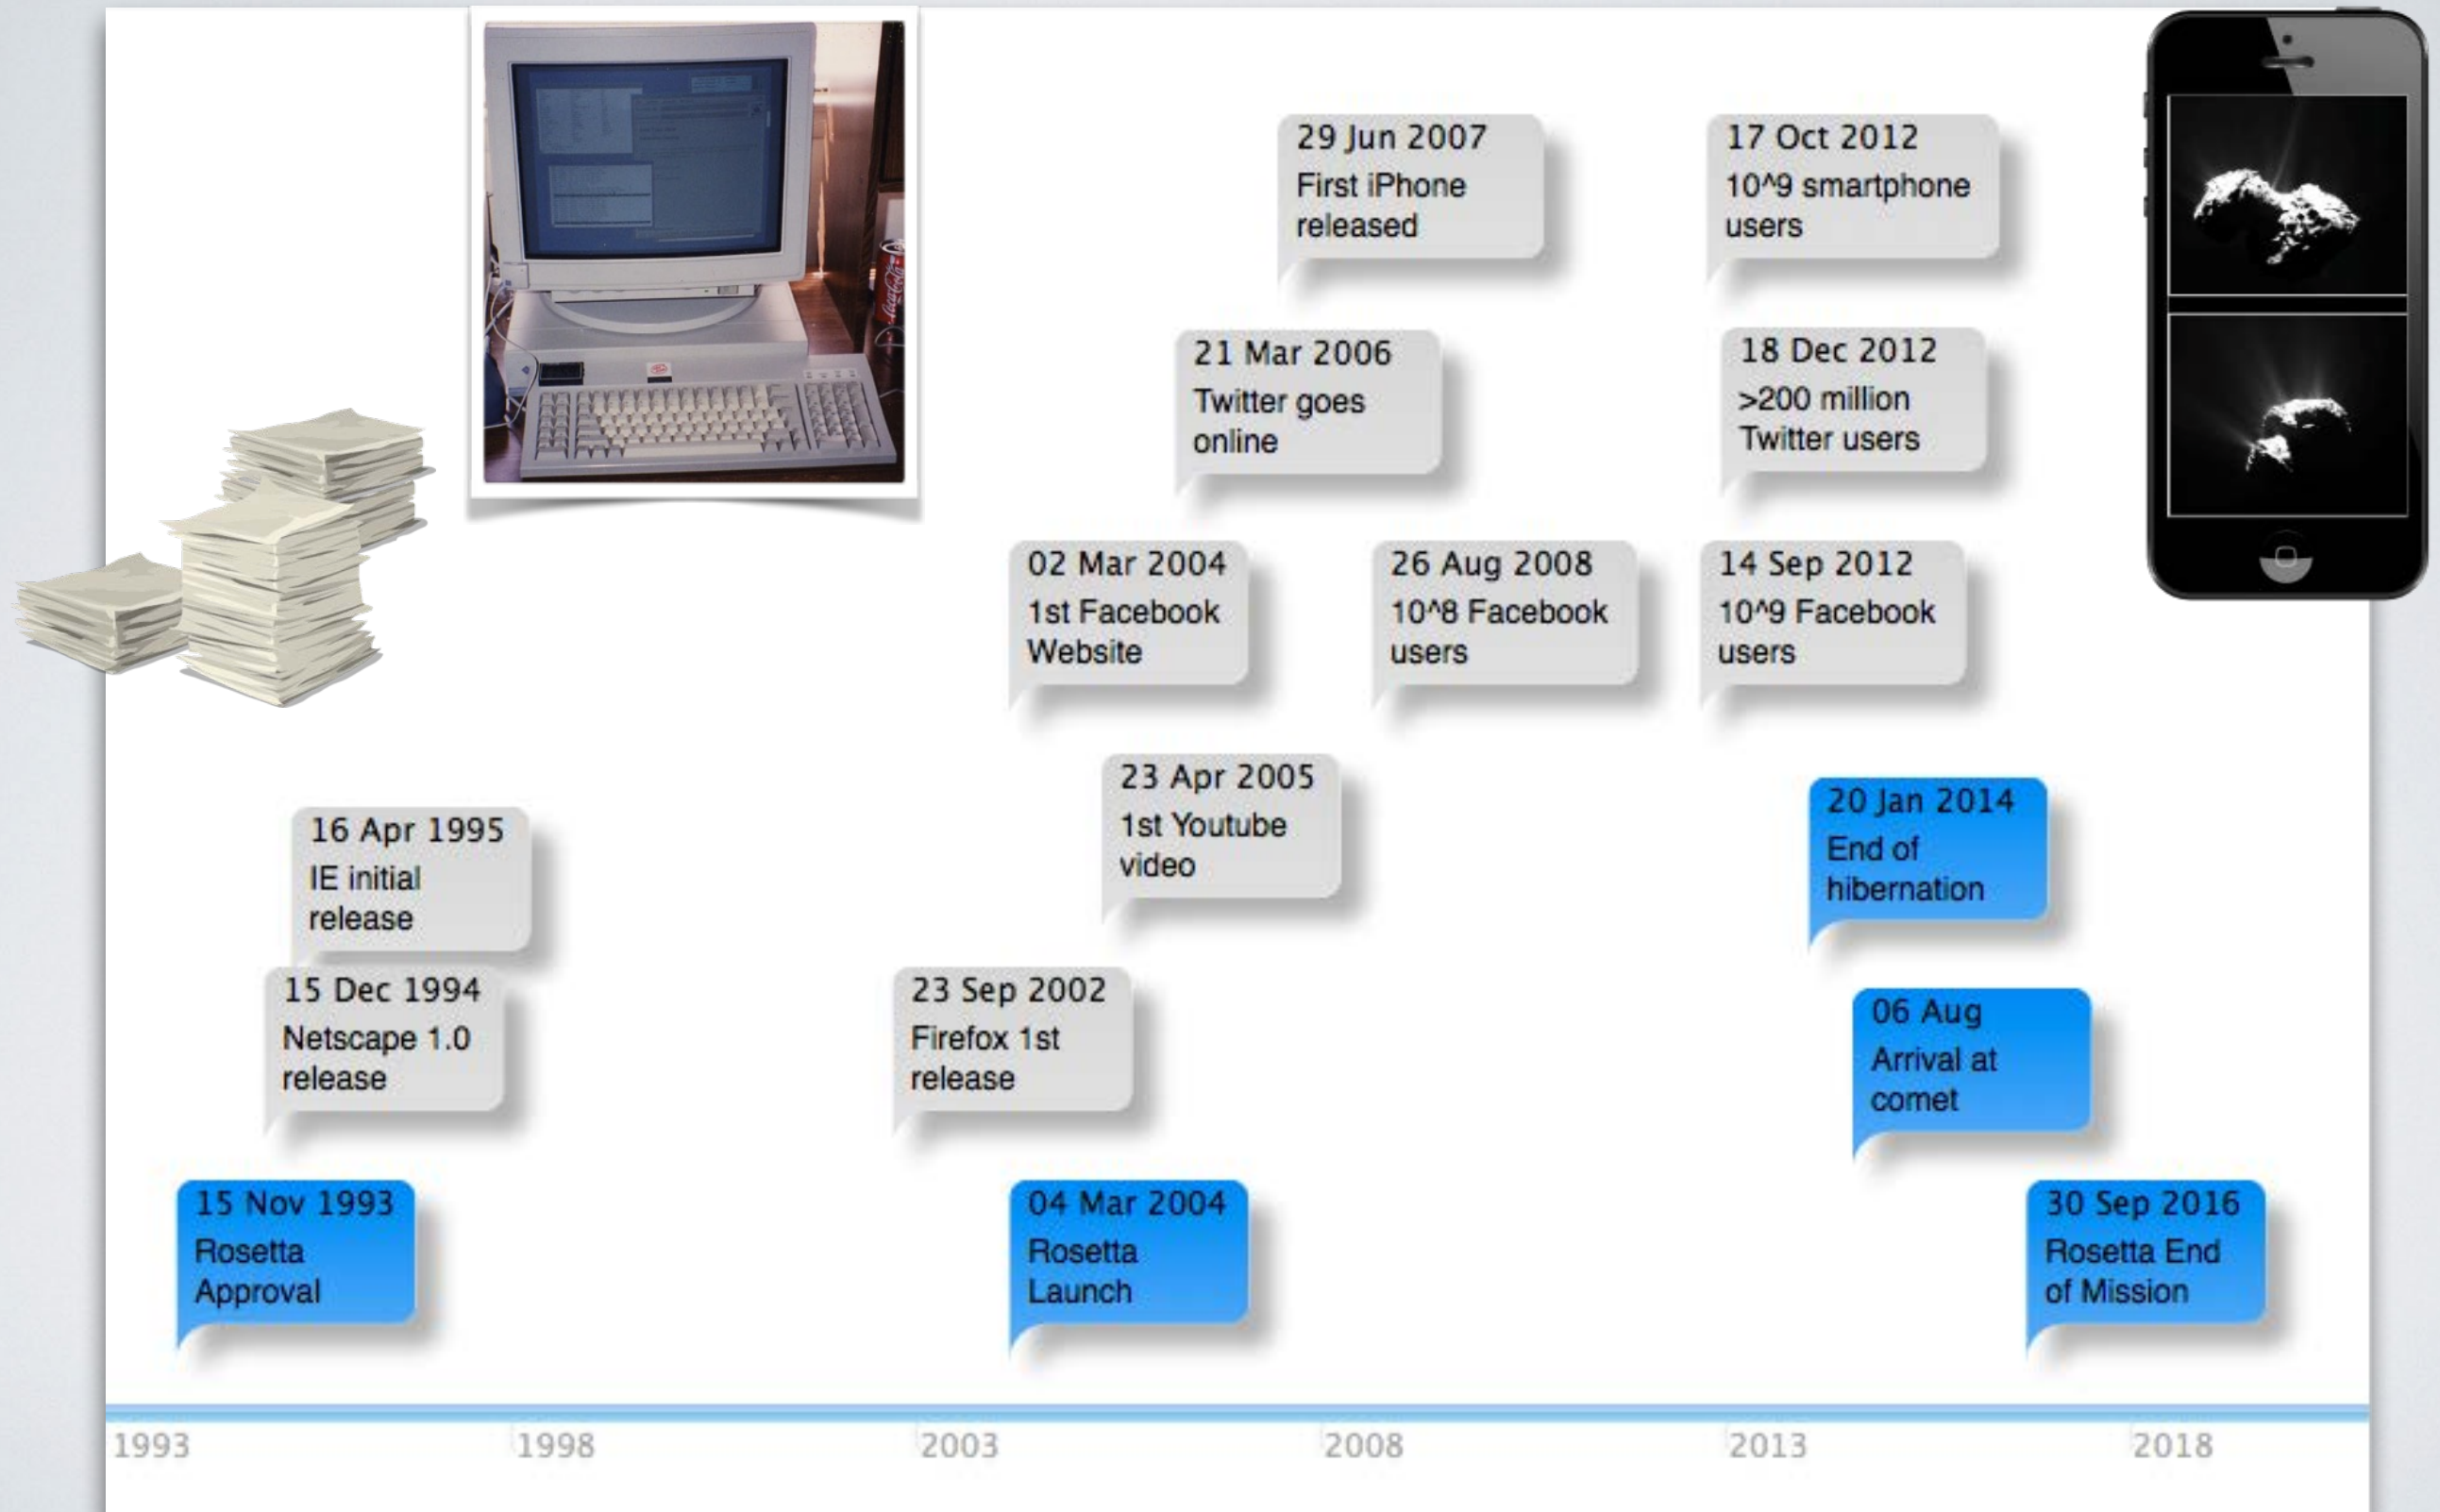 29 Jun 2007
First iPhone
released
17 Oct 2012
10^9 smartphone
users
21 Mar 2006
Twitter goes
online
18 Dec 2012
>200 million
Twitter users
02 Mar 2004
1st Facebook
Website
26 Aug 2008
10^8 Facebook
users
14 Sep 2012
10^9 Facebook
users
23 Apr 2005
1st Youtube
video
20 Jan 2014
End of
hibernation
16 Apr 1995
IE initial
release
15 Dec 1994
Netscape 1.0
release
23 Sep 2002
Firefox 1st
release
06 Aug
Arrival at
comet
15 Nov 1993
Rosetta
Approval
04 Mar 2004
Rosetta
Launch
30 Sep 2016
Rosetta End
of Mission
1993 1998 2003 2008 2013 2018
Coca-Cola